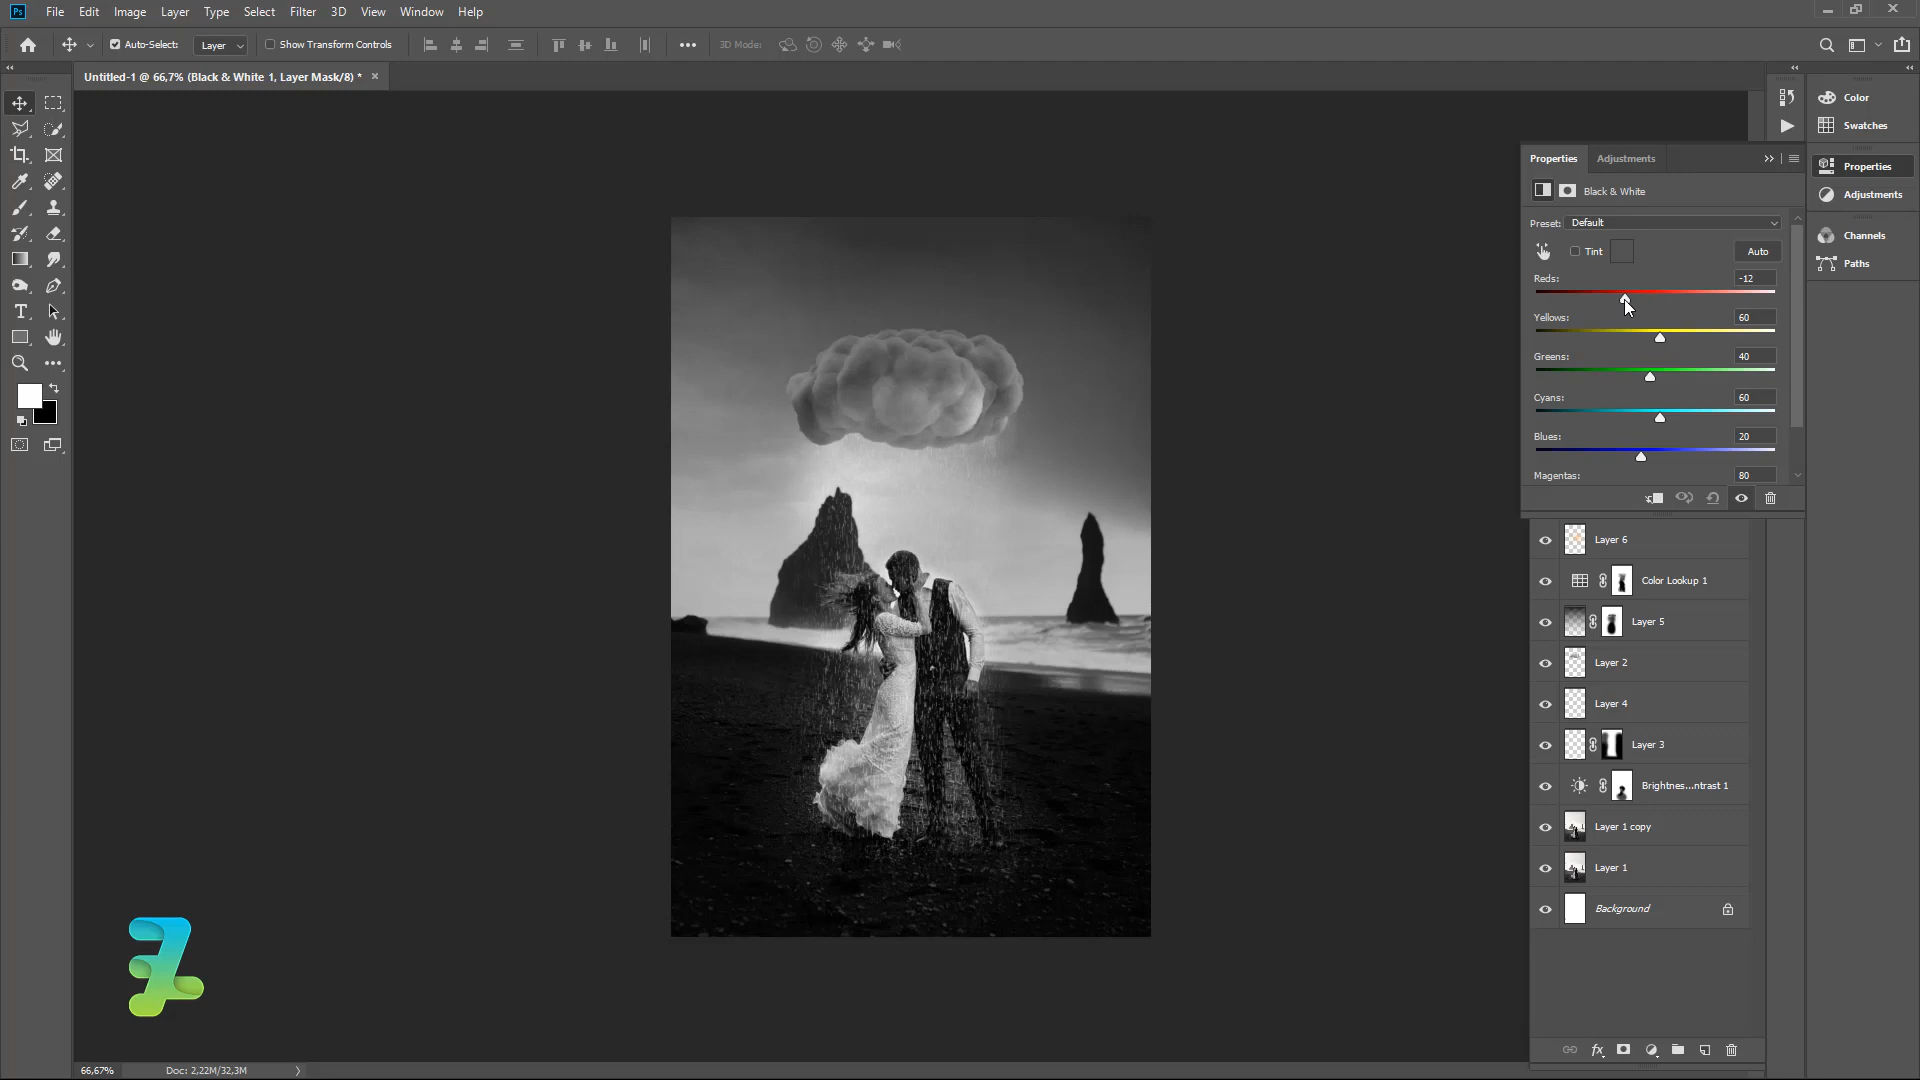 Ps File Edit Image Layer Type Select Filter 3D View Window Help
Auto-Select: Layer Show Transform Controls 3D Mode:
Untitled-1 @ 66,7% (Black & White 1, Layer Mask/8) *
Color
Swatches
Properties Adjustments
Properties
Black & White
Adjustments
Preset: Default
Channels
Tint Auto
Paths
Reds: -12
Yellows: 60
Greens: 40
Cyans: 60
Blues: 20
Magentas: 80
Layer 6
Color Lookup 1
Layer 5
Layer 2
Layer 4
Layer 3
Brightnes...ntrast 1
Layer 1 copy
Layer 1
Background
fx
66,67% Doc: 2,22M/32,3M